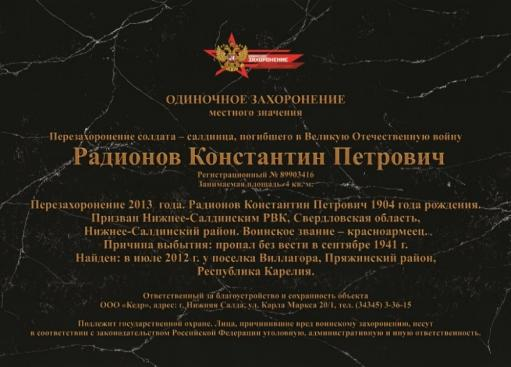 ЗАХОРОНЕНИЕ
ОДИНОЧНОЕ ЗАХОРОНЕНИЕ
местного значения
Перезахоронение солдата – салдинца, погибшего в Великую Отечественную войну
Радионов Константин Петрович
Регистрационный № 89903416
Занимаемая площадь: 4 кв. м.
Перезахоронение 2013 года. Радионов Константин Петрович 1904 года рождения.
Призван Нижнее-Салдинским РВК, Свердловская область,
Нижнее-Салдинский район. Воинское звание – красноармеец.
Причина выбытия: пропал без вести в сентябре 1941 г.
Найден: в июле 2012 г. у поселка Виллагора, Пряжинский район,
Республика Карелия.
Ответственный за благоустройство и сохранность объекта
ООО «Кедр», адрес: г. Нижняя Салда; ул. Карла Маркса 20/1, тел. (34345) 3-36-15
Подлежит государственной охране. Лица, причинившие вред воинскому захоронению, несут
в соответствии с законодательством Российской Федерации уголовную, административную и иную ответственность.